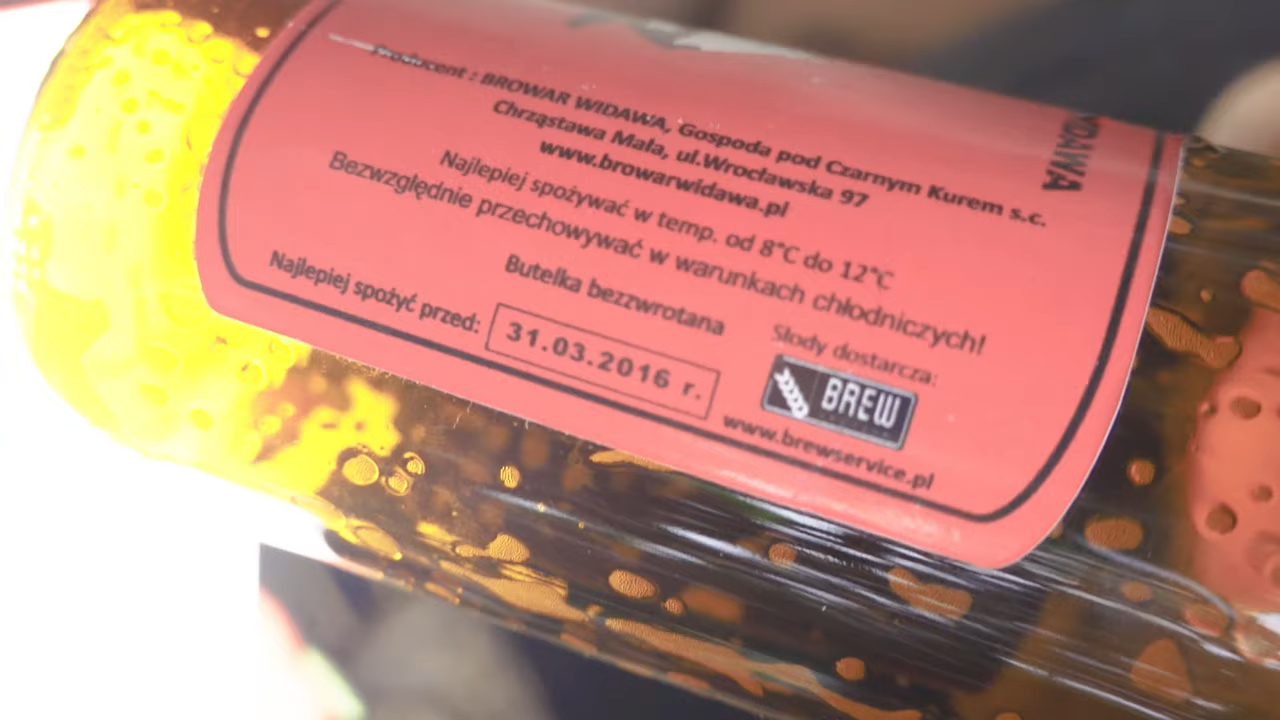 Producent : BROWAR WIDAWA, Gospoda pod Czarnym Kurem s.c.
Chrząstawa Mała, ul.Wrocławska 97
www.browarwidawa.pl
Najlepiej spożywać w temp. od 8°C do 12°C
Bezwzględnie przechowywać w warunkach chłodniczych!
Butelka bezzwrotana
Najlepiej spożyć przed: 31.03.2016 r.
Słody dostarcza:
BREW
www.brewservice.pl